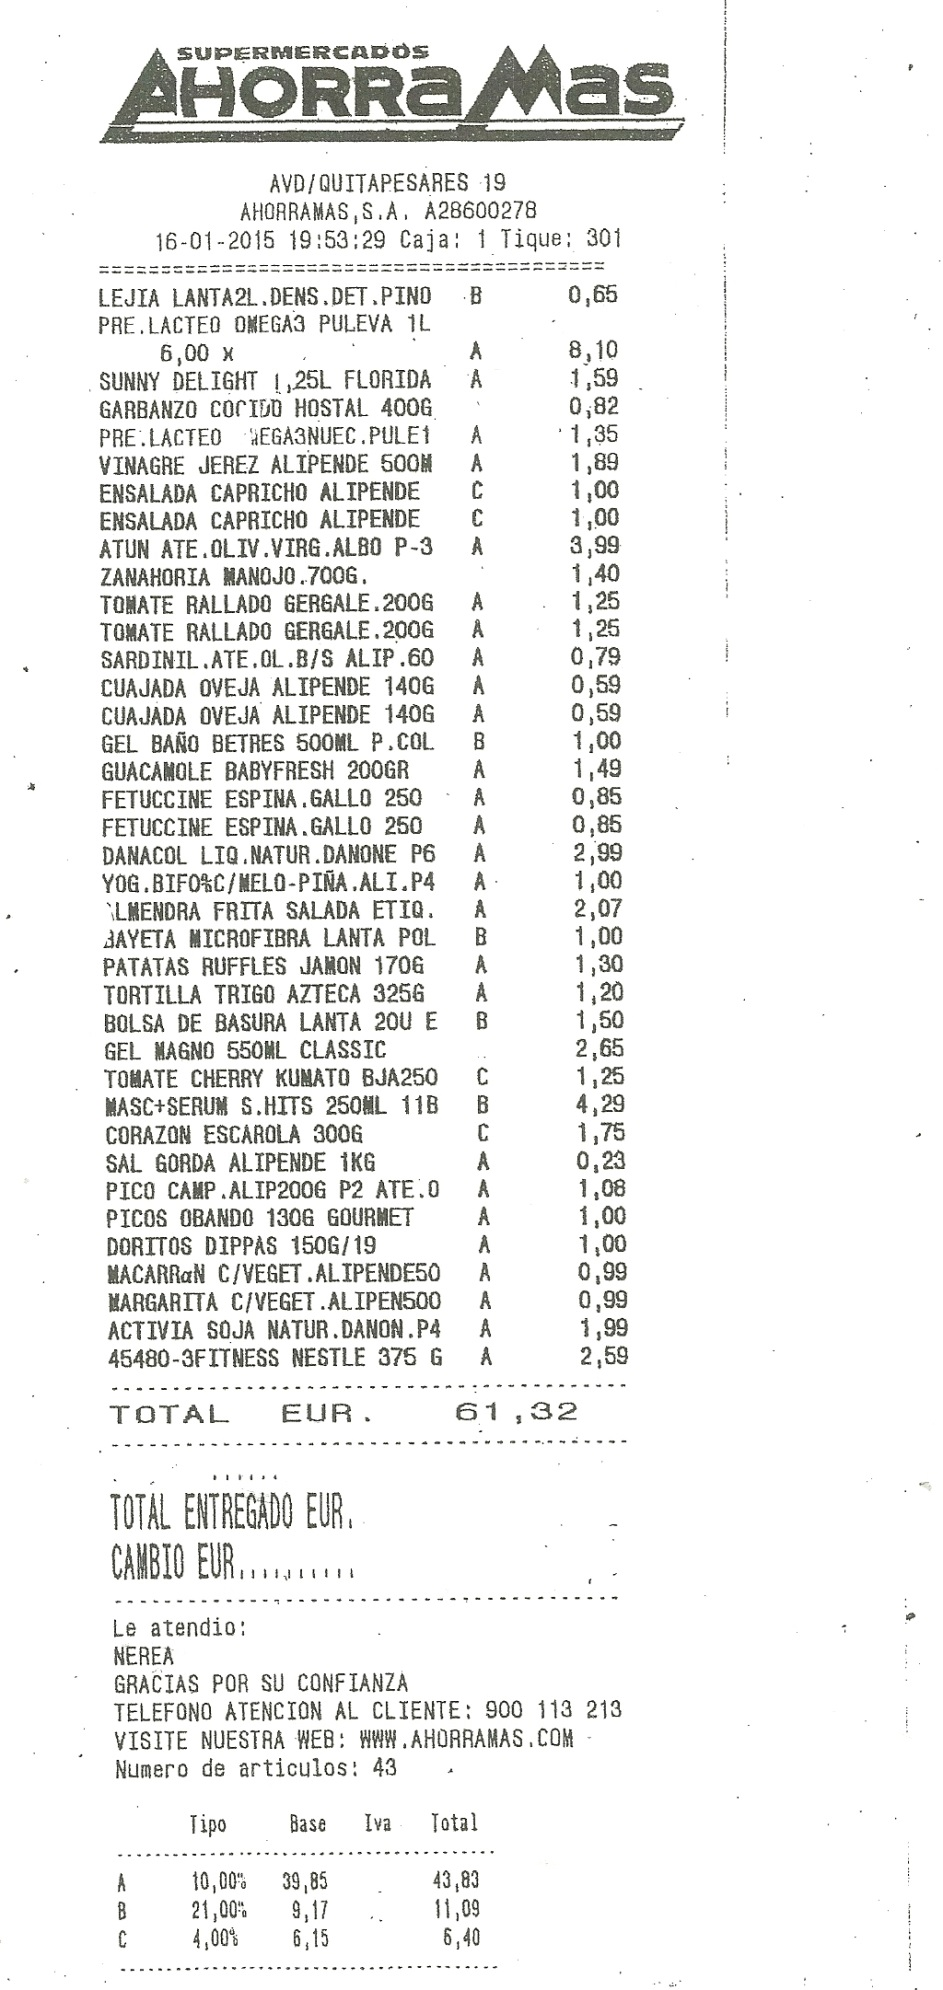 SUPERMERCADOS
AHORRAMAS
AVD/QUITAPESARES 19
AHORRAMAS,S.A. A28600278
16-01-2015 19:53:29 Caja: 1 Tique: 301
=========================================
LEJIA LANTA2L.DENS.DET.PINO B 0,65
PRE.LACTEO OMEGA3 PULEVA 1L
6,00 x A 8,10
SUNNY DELIGHT 1,25L FLORIDA A 1,59
GARBANZO COCIDO HOSTAL 400G 0,82
PRE.LACTEO MEGA3NUEC.PULE1 A 1,35
VINAGRE JEREZ ALIPENDE 500M A 1,89
ENSALADA CAPRICHO ALIPENDE C 1,00
ENSALADA CAPRICHO ALIPENDE C 1,00
ATUN ATE.OLIV.VIRG.ALBO P-3 A 3,99
ZANAHORIA MANOJO.700G. 1,40
TOMATE RALLADO GERGALE.200G A 1,25
TOMATE RALLADO GERGALE.200G A 1,25
SARDINIL.ATE.OL.B/S ALIP.60 A 0,79
CUAJADA OVEJA ALIPENDE 140G A 0,59
CUAJADA OVEJA ALIPENDE 140G A 0,59
GEL BAÑO BETRES 500ML P.COL B 1,00
GUACAMOLE BABYFRESH 200GR A 1,49
FETUCCINE ESPINA.GALLO 250 A 0,85
FETUCCINE ESPINA.GALLO 250 A 0,85
DANACOL LIQ.NATUR.DANONE P6 A 2,99
YOG.BIFO%C/MELO-PIÑA.ALI.P4 A 1,00
ALMENDRA FRITA SALADA ETIQ. A 2,07
BAYETA MICROFIBRA LANTA POL B 1,00
PATATAS RUFFLES JAMON 170G A 1,30
TORTILLA TRIGO AZTECA 325G A 1,20
BOLSA DE BASURA LANTA 20U E B 1,50
GEL MAGNO 550ML CLASSIC 2,65
TOMATE CHERRY KUMATO BJA250 C 1,25
MASC+SERUM S.HITS 250ML 11B B 4,29
CORAZON ESCAROLA 300G C 1,75
SAL GORDA ALIPENDE 1KG A 0,23
PICO CAMP.ALIP200G P2 ATE.O A 1,08
PICOS OBANDO 130G GOURMET A 1,00
DORITOS DIPPAS 150G/19 A 1,00
MACARRαN C/VEGET.ALIPENDE50 A 0,99
MARGARITA C/VEGET.ALIPEN500 A 0,99
ACTIVIA SOJA NATUR.DANON.P4 A 1,99
45480-3FITNESS NESTLE 375 G A 2,59
TOTAL EUR. 61,32
TOTAL ENTREGADO EUR.
CAMBIO EUR...........
Le atendio:
NEREA
GRACIAS POR SU CONFIANZA
TELEFONO ATENCION AL CLIENTE: 900 113 213
VISITE NUESTRA WEB: WWW.AHORRAMAS.COM
Numero de articulos: 43
Tipo Base Iva Total
A 10,00% 39,85 43,83
B 21,00% 9,17 11,09
C 4,00% 6,15 6,40